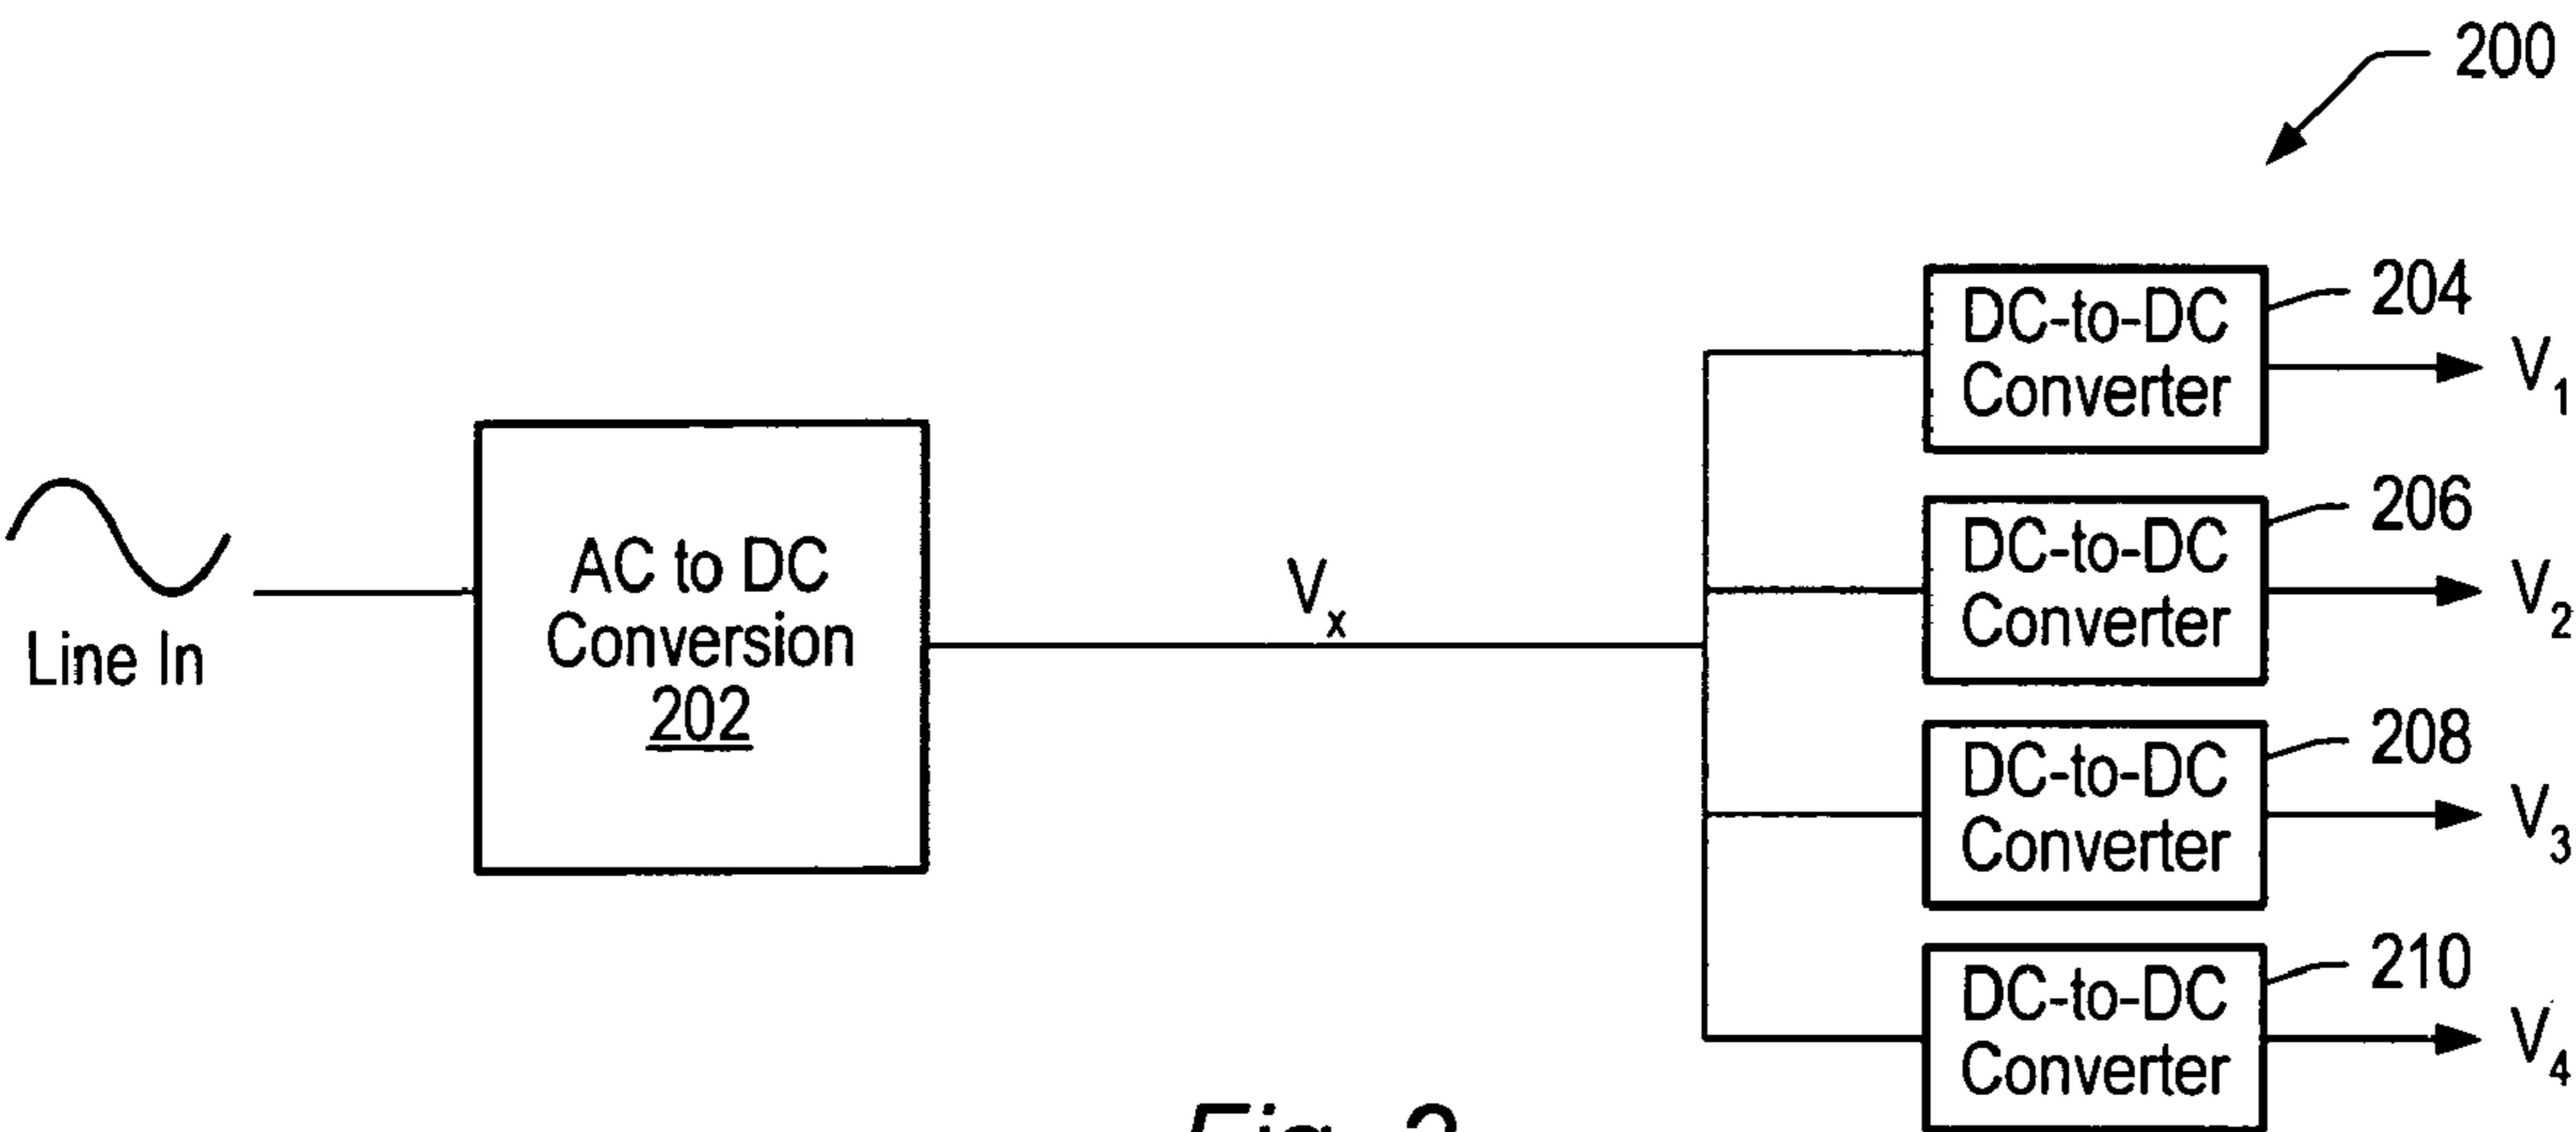 200
DC-to-DC
Converter
204
V1
AC to DC
Conversion
202
Line In
Vx
DC-to-DC
Converter
206
V2
DC-to-DC
Converter
208
V3
DC-to-DC
Converter
210
V4
Fig.